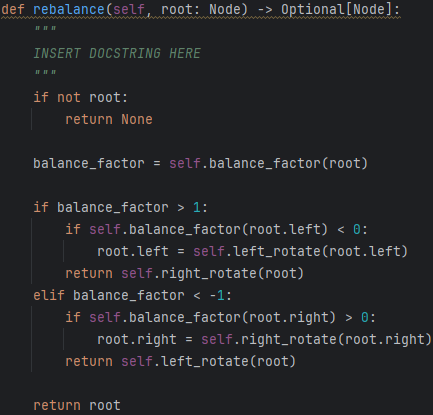 def rebalance(self, root: Node) -> Optional[Node]:
    """
    INSERT DOCSTRING HERE
    """
    if not root:
        return None

    balance_factor = self.balance_factor(root)

    if balance_factor > 1:
        if self.balance_factor(root.left) < 0:
            root.left = self.left_rotate(root.left)
        return self.right_rotate(root)
    elif balance_factor < -1:
        if self.balance_factor(root.right) > 0:
            root.right = self.right_rotate(root.right)
        return self.left_rotate(root)

    return root